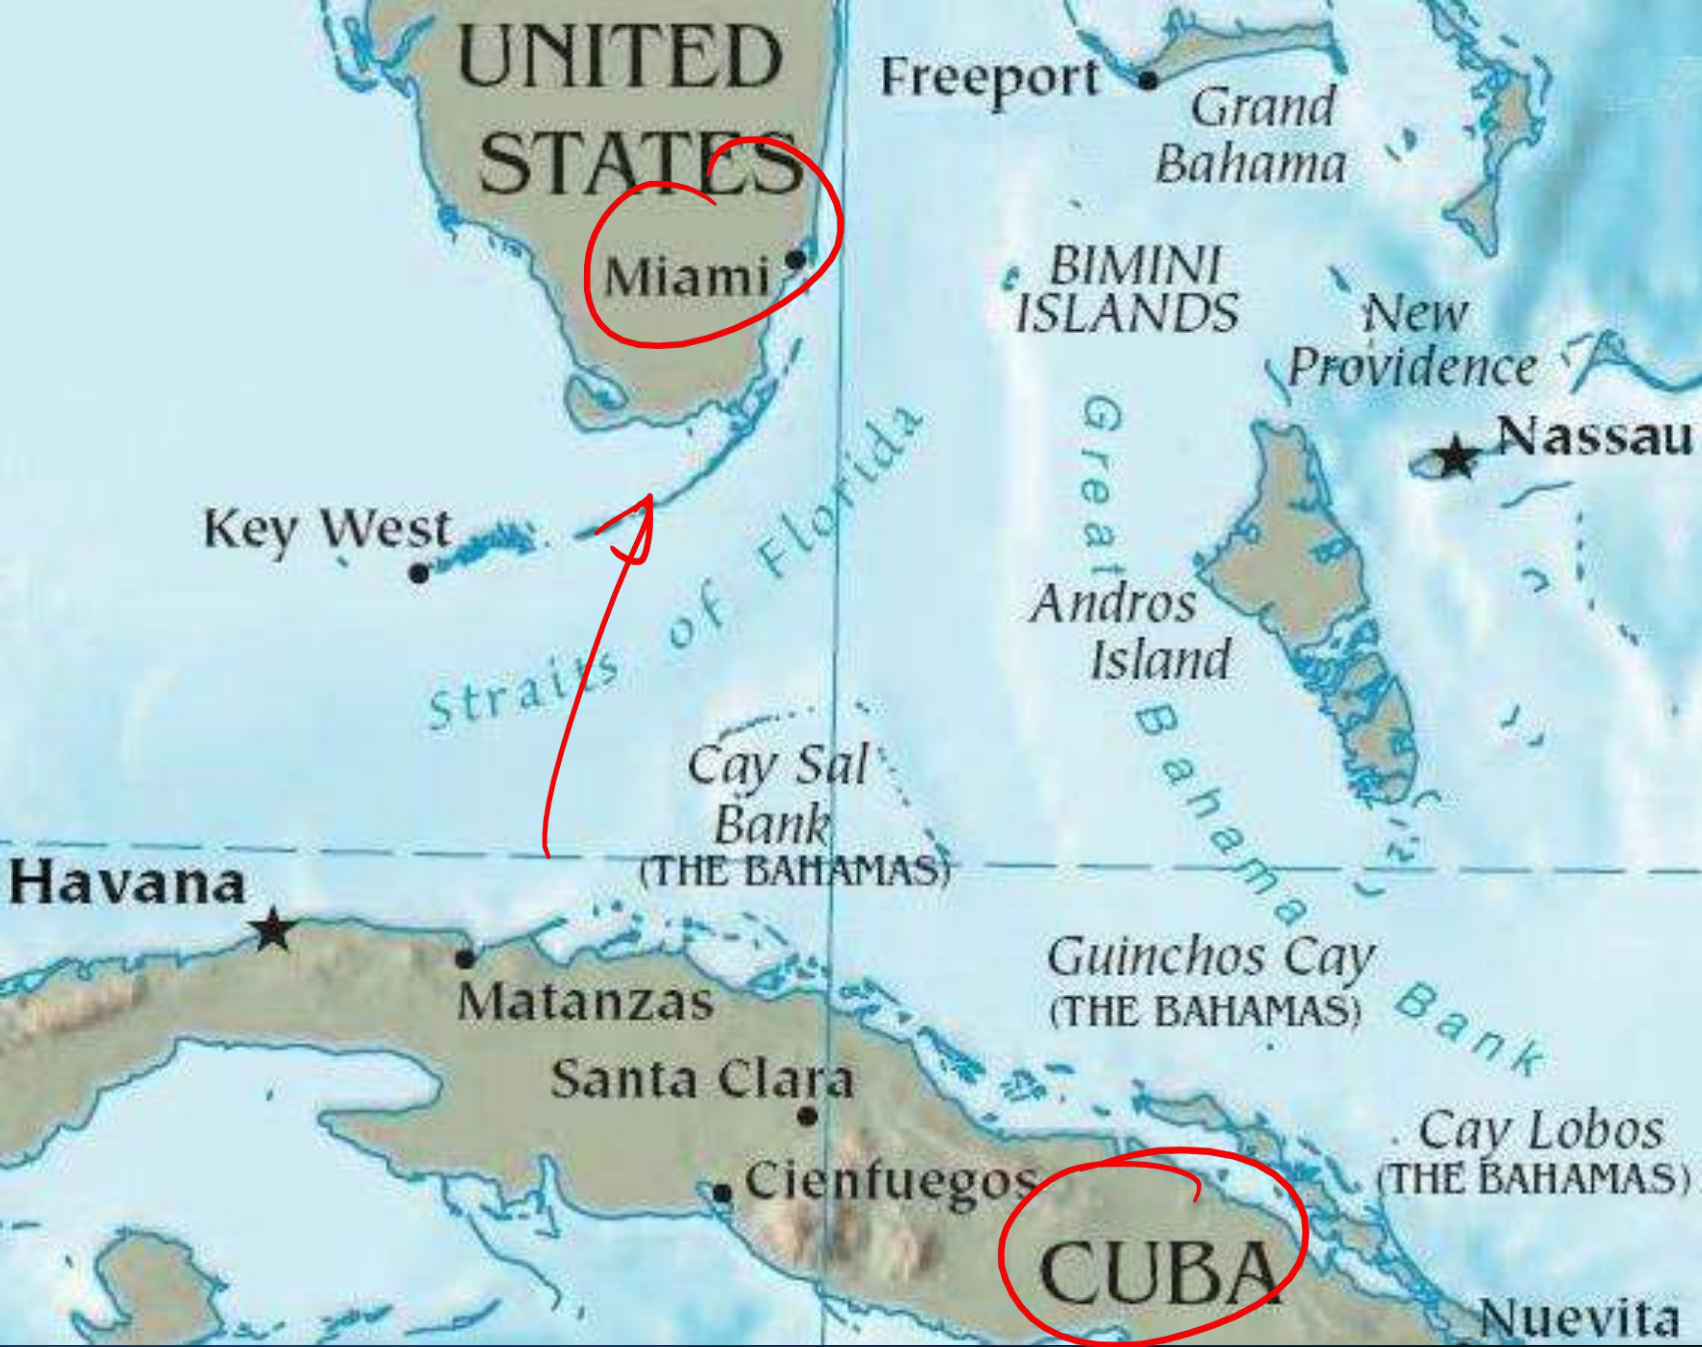 UNITED
STATES
Miami
Freeport
Grand
Bahama
BIMINI
ISLANDS
New
Providence
Nassau
Key West
Straits of Florida
Great Bahama Bank
Andros
Island
Cay Sal
Bank
(THE BAHAMAS)
Havana
Matanzas
Guinchos Cay
(THE BAHAMAS)
Santa Clara
Cienfuegos
Cay Lobos
(THE BAHAMAS)
CUBA
Nuevita